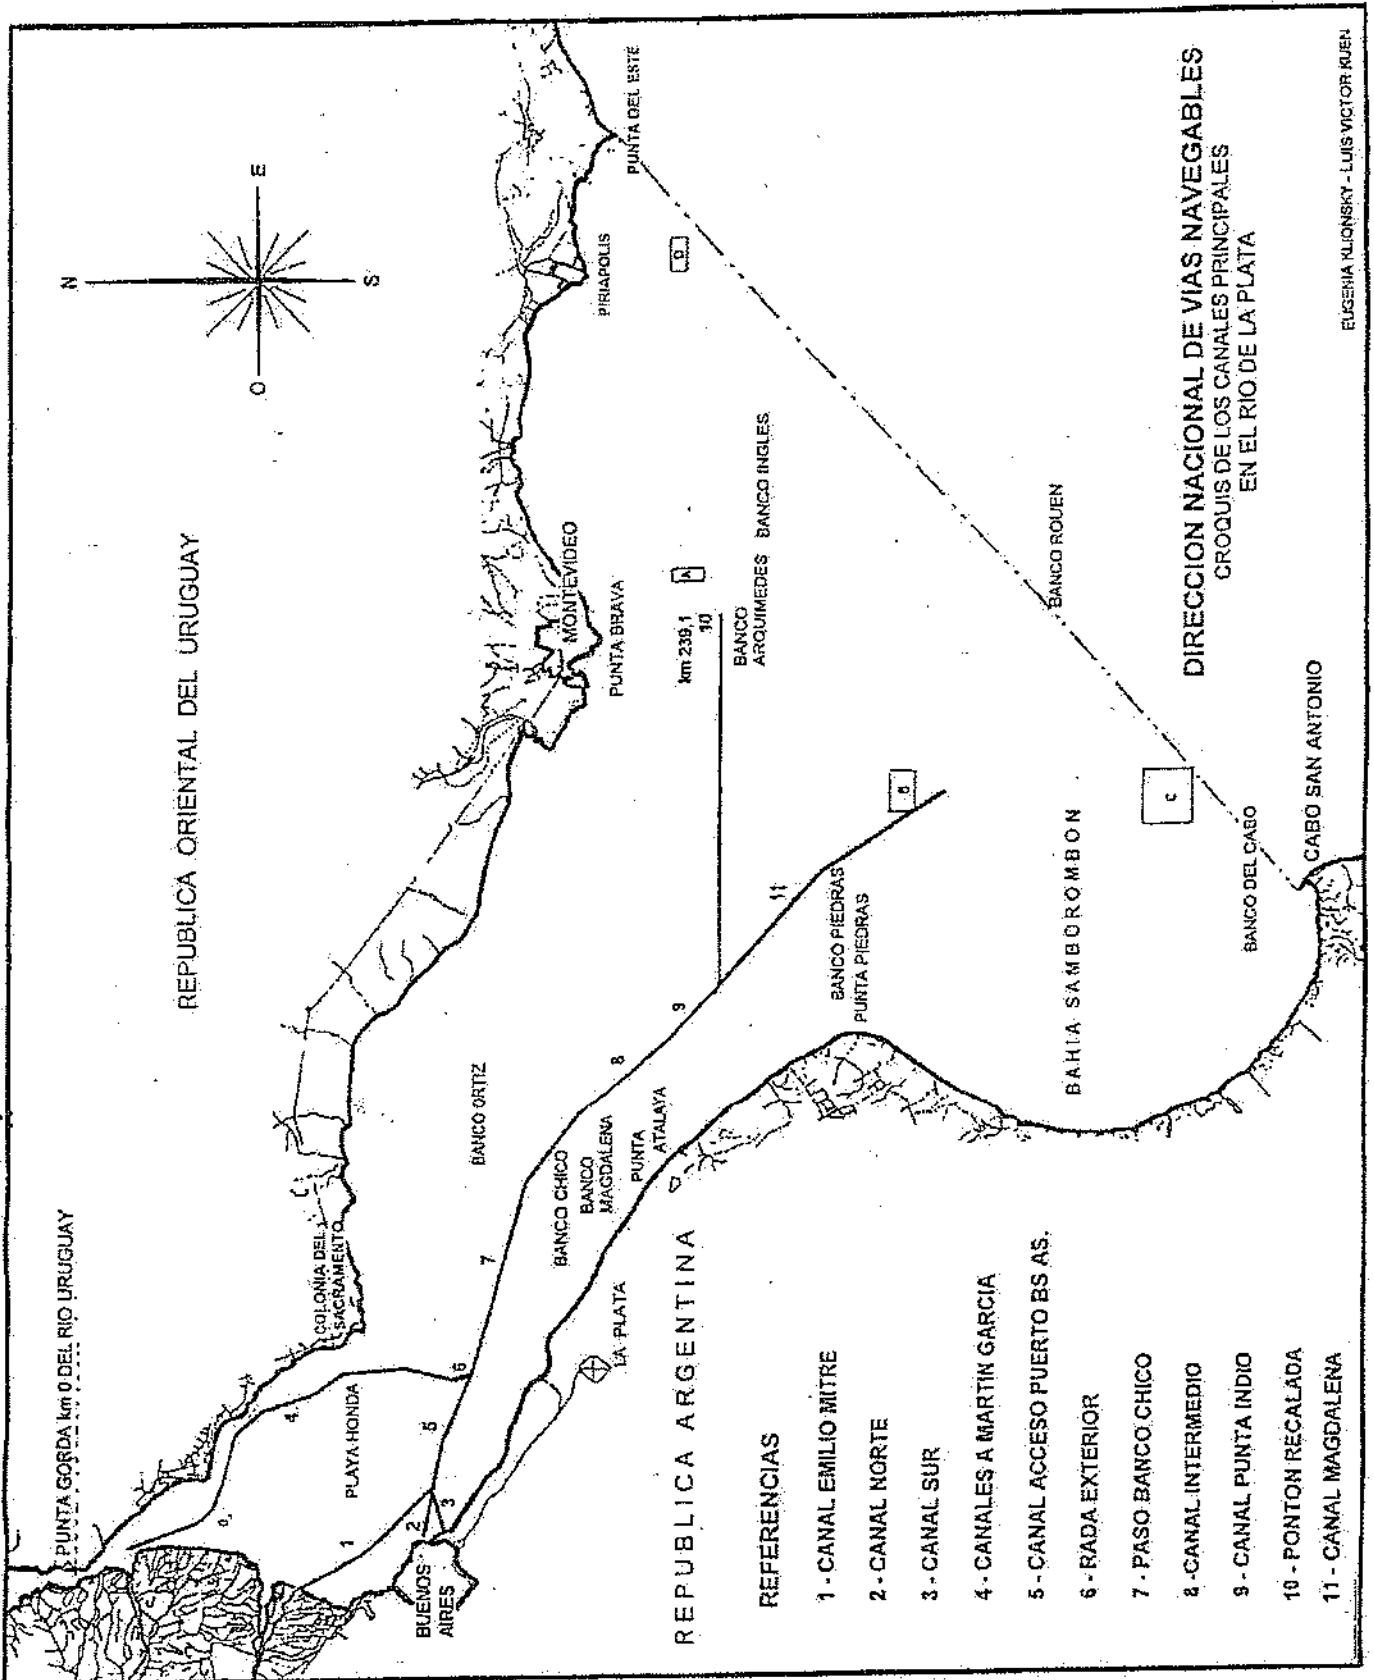 PUNTA GORDA km 0 DEL RIO URUGUAY
REPUBLICA ORIENTAL DEL URUGUAY
N
O
E
S
COLONIA DEL
SACRAMENTO
4
0
PLAYA HONDA
1
2
3
5
6
7
8
9
11
BUENOS
AIRES
BANCO ORTIZ
BANCO CHICO
BANCO
MAGDALENA
PUNTA
ATALAYA
LA PLATA
MONTEVIDEO
PUNTA BRAVA
PIRIAPOLIS
PUNTA DEL ESTE
km 239,1
10
A
D
BANCO
ARQUIMEDES
BANCO INGLES
BANCO PIEDRAS
PUNTA PIEDRAS
B
BANCO ROUEN
BAHIA SAMBOROMBON
C
BANCO DEL CABO
CABO SAN ANTONIO
REPUBLICA ARGENTINA
REFERENCIAS
1 - CANAL EMILIO MITRE
2 - CANAL NORTE
3 - CANAL SUR
4 - CANALES A MARTIN GARCIA
5 - CANAL ACCESO PUERTO BS AS.
6 - RADA EXTERIOR
7 - PASO BANCO CHICO
8 - CANAL INTERMEDIO
9 - CANAL PUNTA INDIO
10 - PONTON RECALADA
11 - CANAL MAGDALENA
DIRECCION NACIONAL DE VIAS NAVEGABLES
CROQUIS DE LOS CANALES PRINCIPALES
EN EL RIO DE LA PLATA
EUGENIA KLIONSKY - LUIS VICTOR KUEN